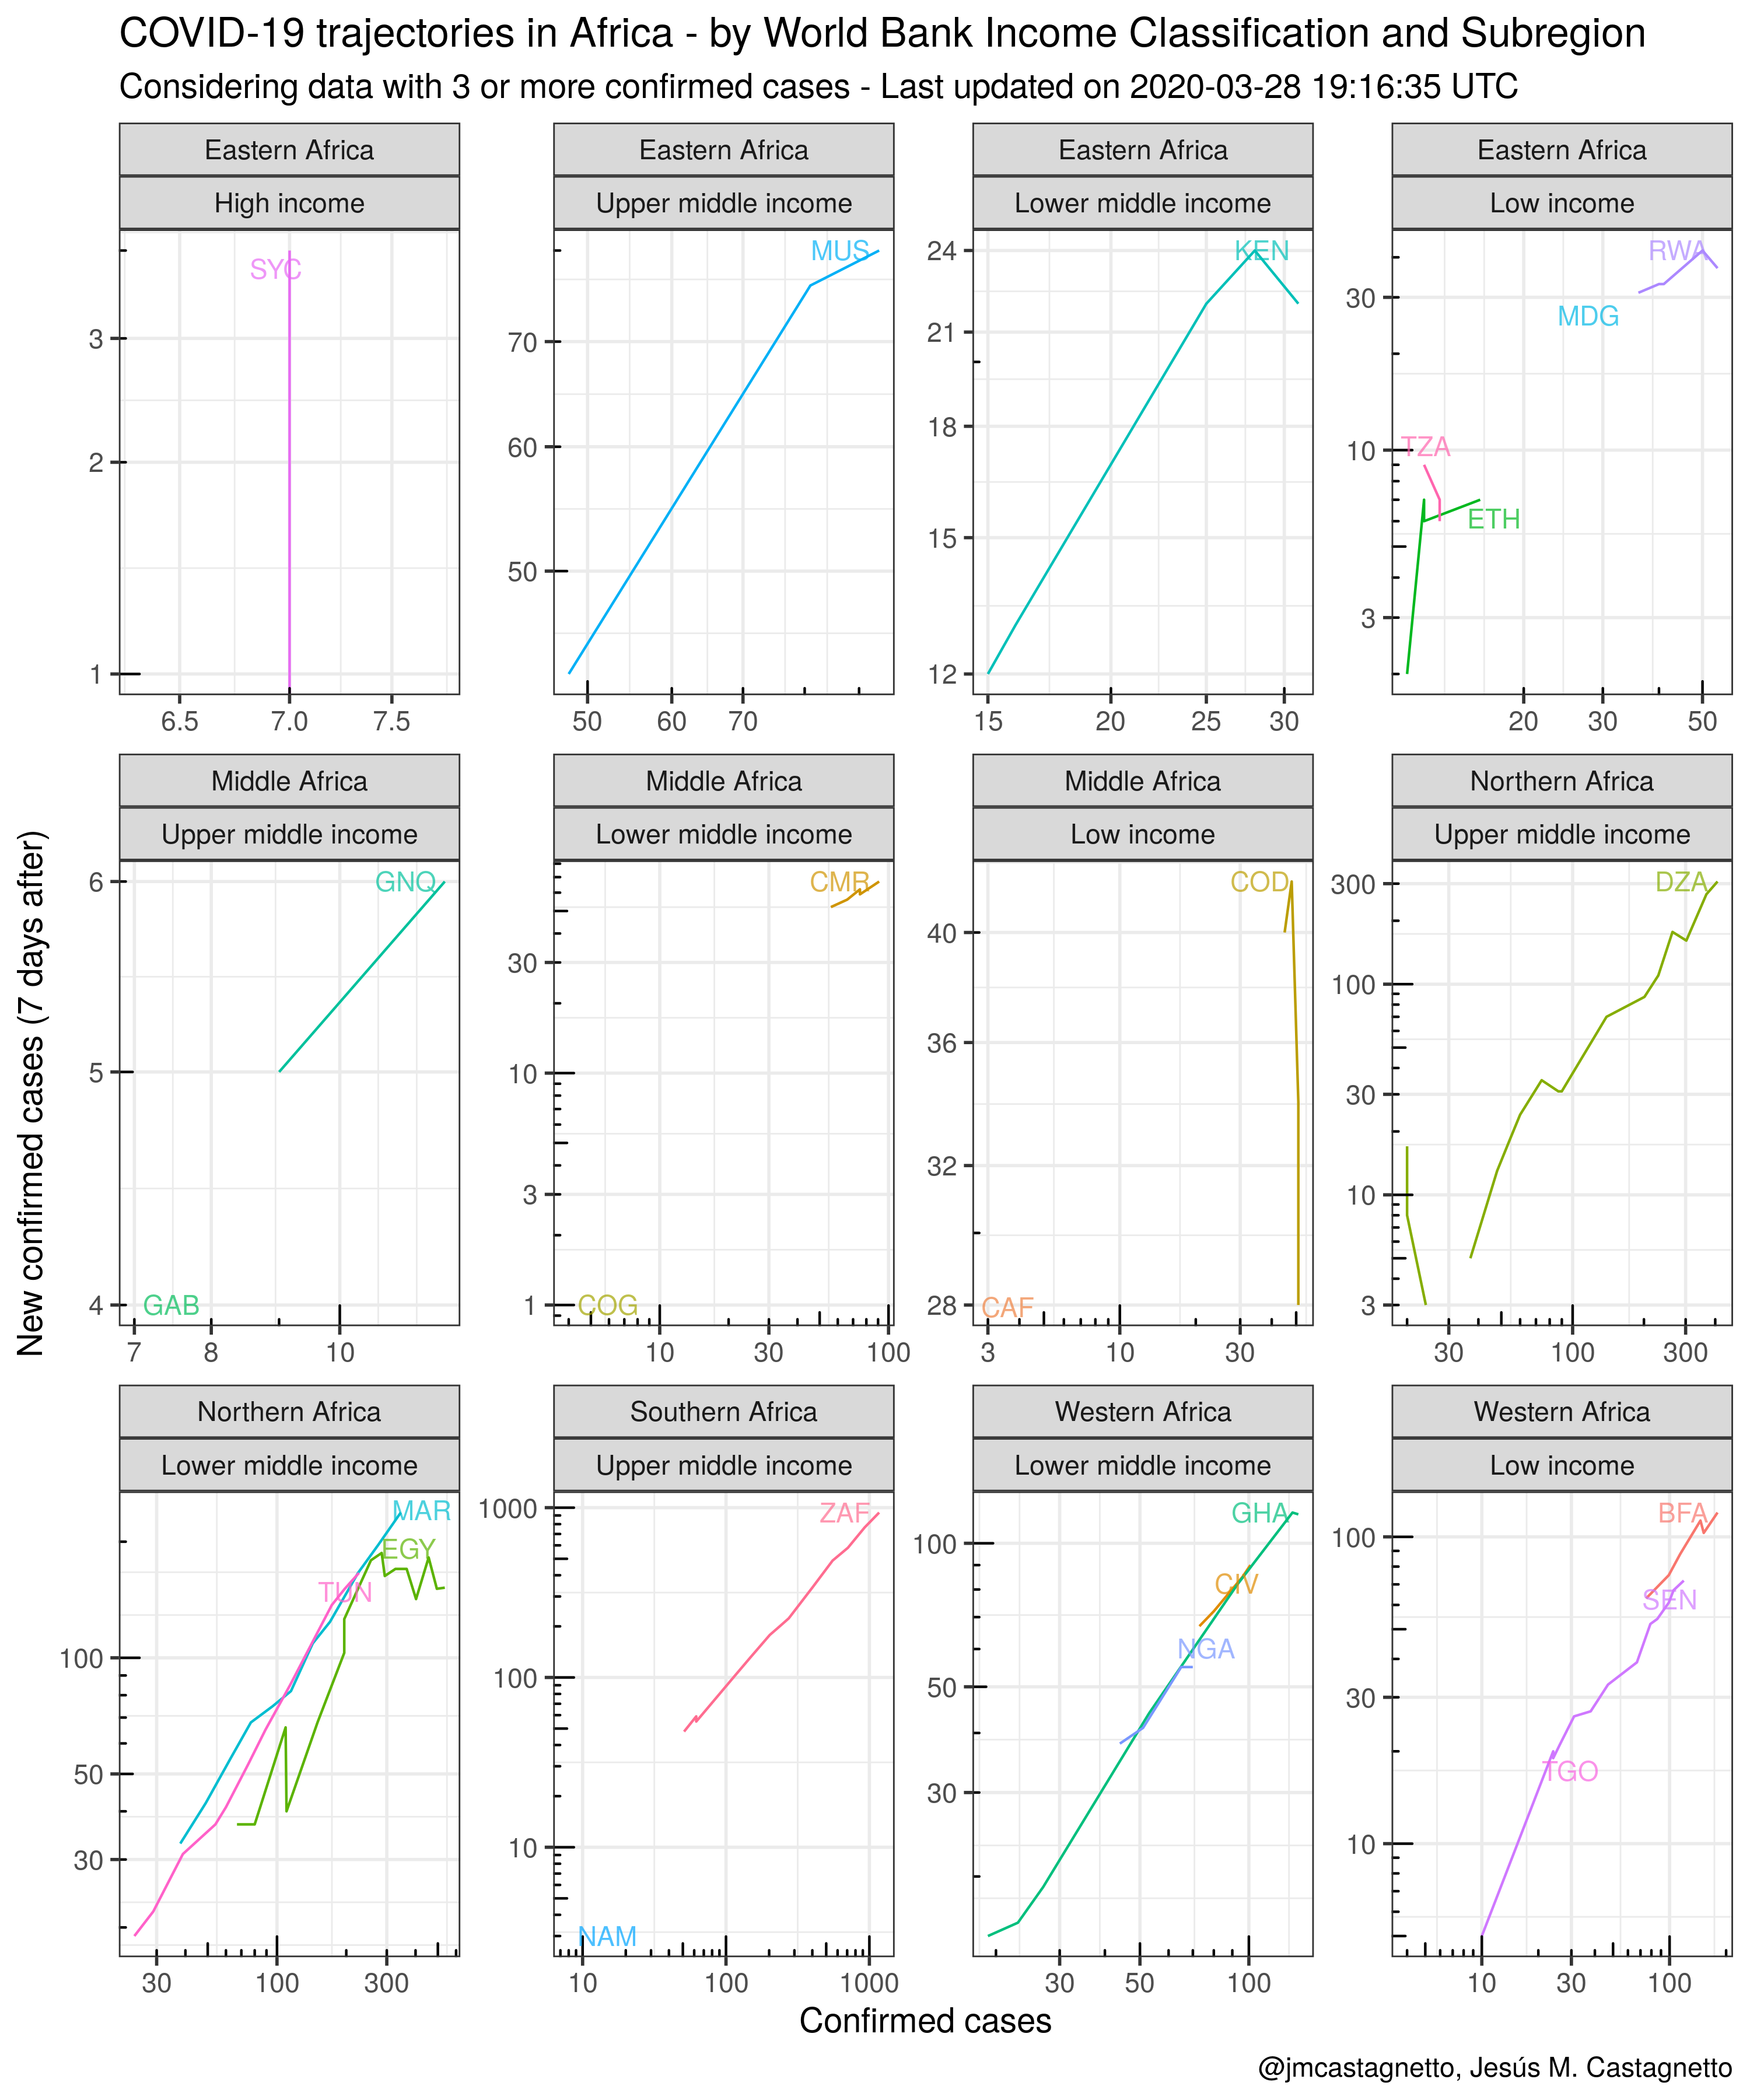 COVID-19 trajectories in Africa - by World Bank Income Classification and Subregion
Considering data with 3 or more confirmed cases - Last updated on 2020-03-28 19:16:35 UTC
Eastern Africa
High income
SYC
3
2
1
6.5 7.0 7.5
Eastern Africa
Upper middle income
MUS
70
60
50
50 60 70
Eastern Africa
Lower middle income
KEN
24
21
18
15
12
15 20 25 30
Eastern Africa
Low income
RWA
MDG
TZA
ETH
30
10
3
20 30 50
Middle Africa
Upper middle income
GNQ
GAB
6
5
4
7 8 10
Middle Africa
Lower middle income
CMR
COG
30
10
3
1
10 30 100
Middle Africa
Low income
COD
CAF
40
36
32
28
3 10 30
Northern Africa
Upper middle income
DZA
300
100
30
10
3
30 100 300
Northern Africa
Lower middle income
MAR
EGY
TUN
100
50
30
30 100 300
Southern Africa
Upper middle income
ZAF
NAM
1000
100
10
10 100 1000
Western Africa
Lower middle income
GHA
CIV
NGA
100
50
30
30 50 100
Western Africa
Low income
BFA
SEN
TGO
100
30
10
10 30 100
New confirmed cases (7 days after)
Confirmed cases
@jmcastagnetto, Jesús M. Castagnetto